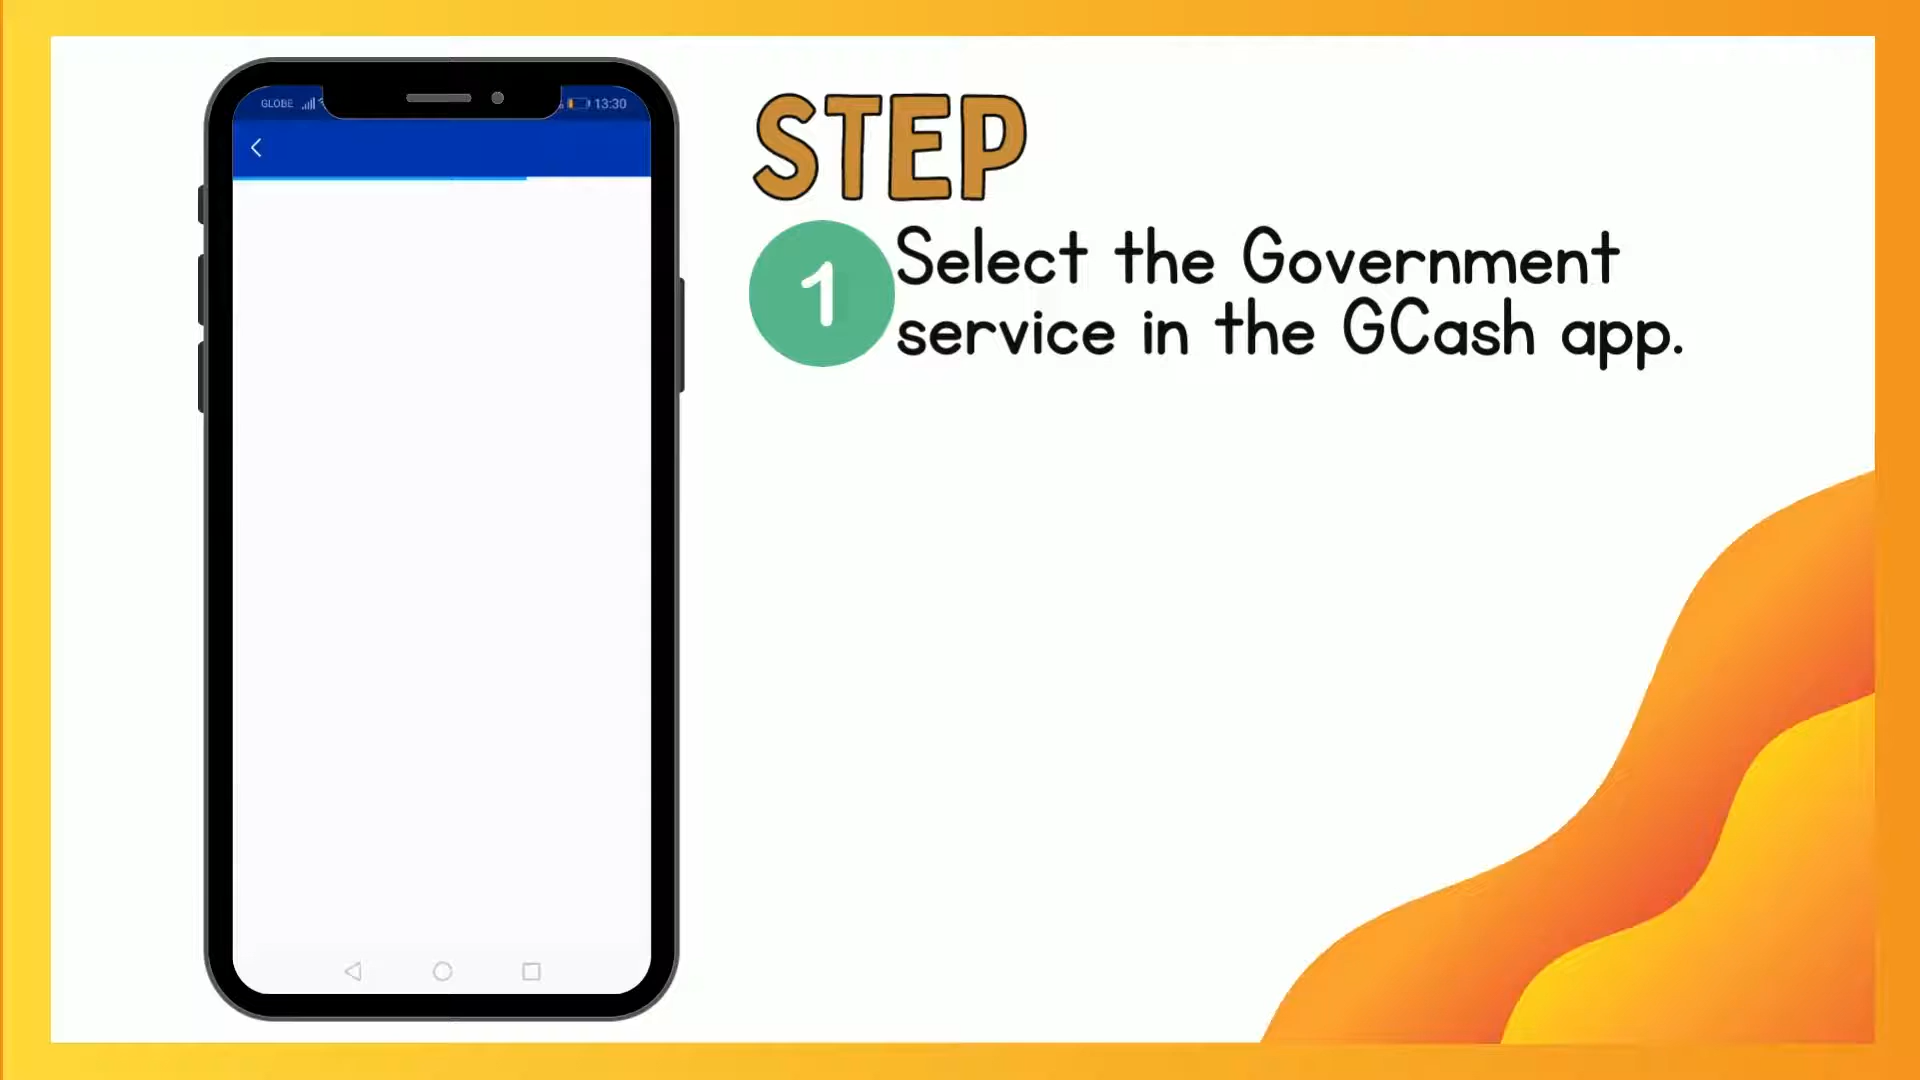 GLOBE
13:30
STEP
1
Select the Government
service in the GCash app.